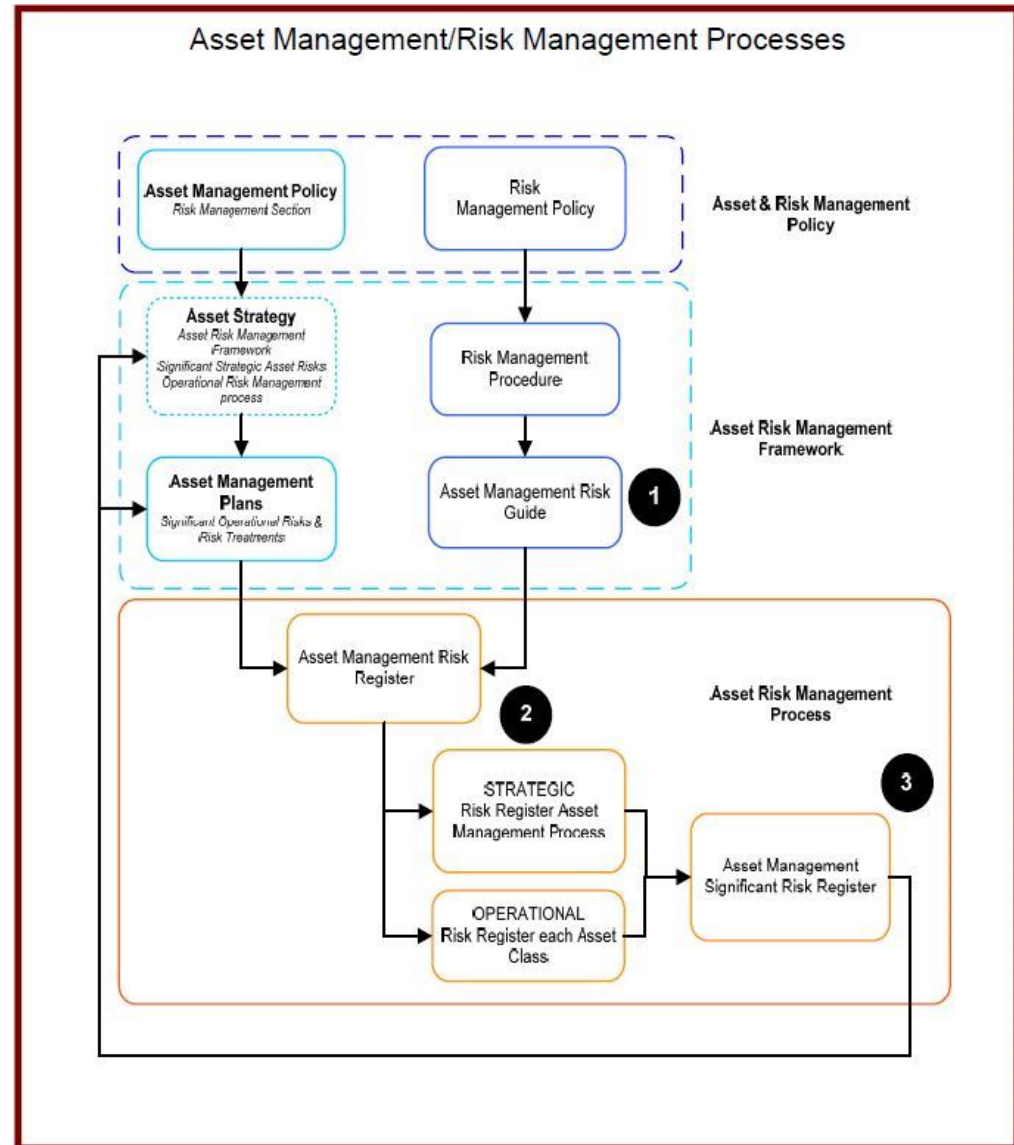 Asset Management/Risk Management Processes
Asset Management Policy
Risk Management Section
Risk
Management Policy
Asset & Risk Management
Policy
Asset Strategy
Asset Risk Management
Framework
Significant Strategic Asset Risks
Operational Risk Management
process
Risk Management
Procedure
Asset Risk Management
Framework
Asset Management
Plans
Significant Operational Risks &
Risk Treatments
Asset Management Risk
Guide
1
Asset Management Risk
Register
2
Asset Risk Management
Process
3
STRATEGIC
Risk Register Asset
Management Process
Asset Management
Significant Risk Register
OPERATIONAL
Risk Register each Asset
Class